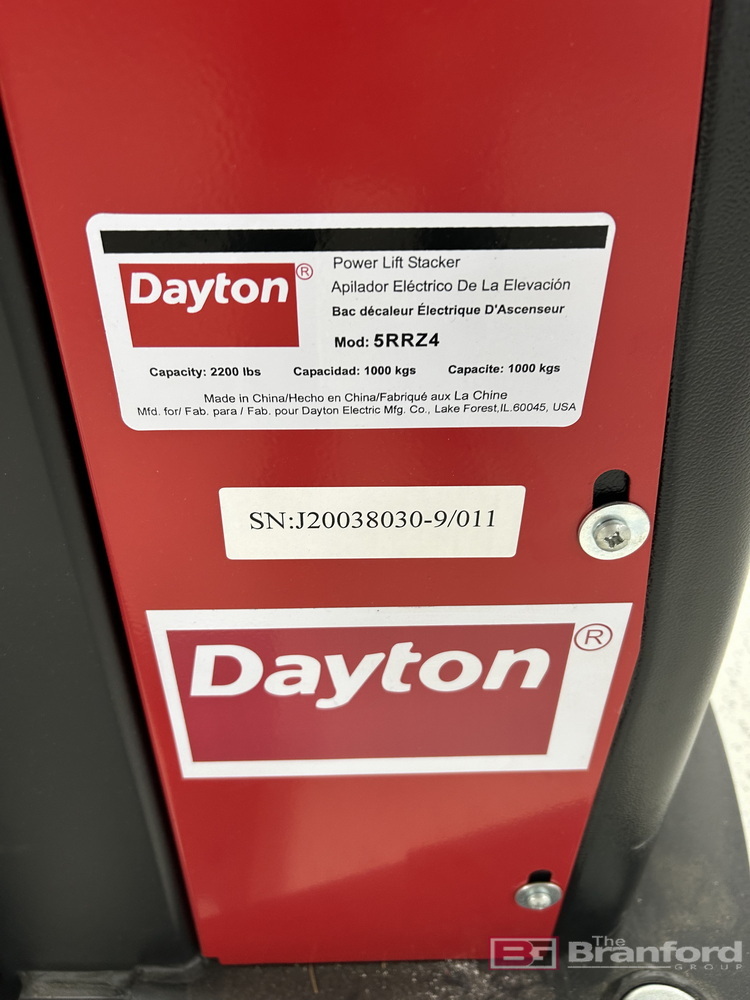 Dayton®
Power Lift Stacker
Apilador Eléctrico De La Elevación
Bac décaleur Électrique D'Ascenseur
Mod: 5RRZ4
Capacity: 2200 lbs Capacidad: 1000 kgs Capacite: 1000 kgs
Made in China/Hecho en China/Fabriqué aux La Chine
Mfd. for/ Fab. para / Fab. pour Dayton Electric Mfg. Co., Lake Forest,IL.60045, USA
SN:J20038030-9/011
Dayton®
BG The Branford
GROUP